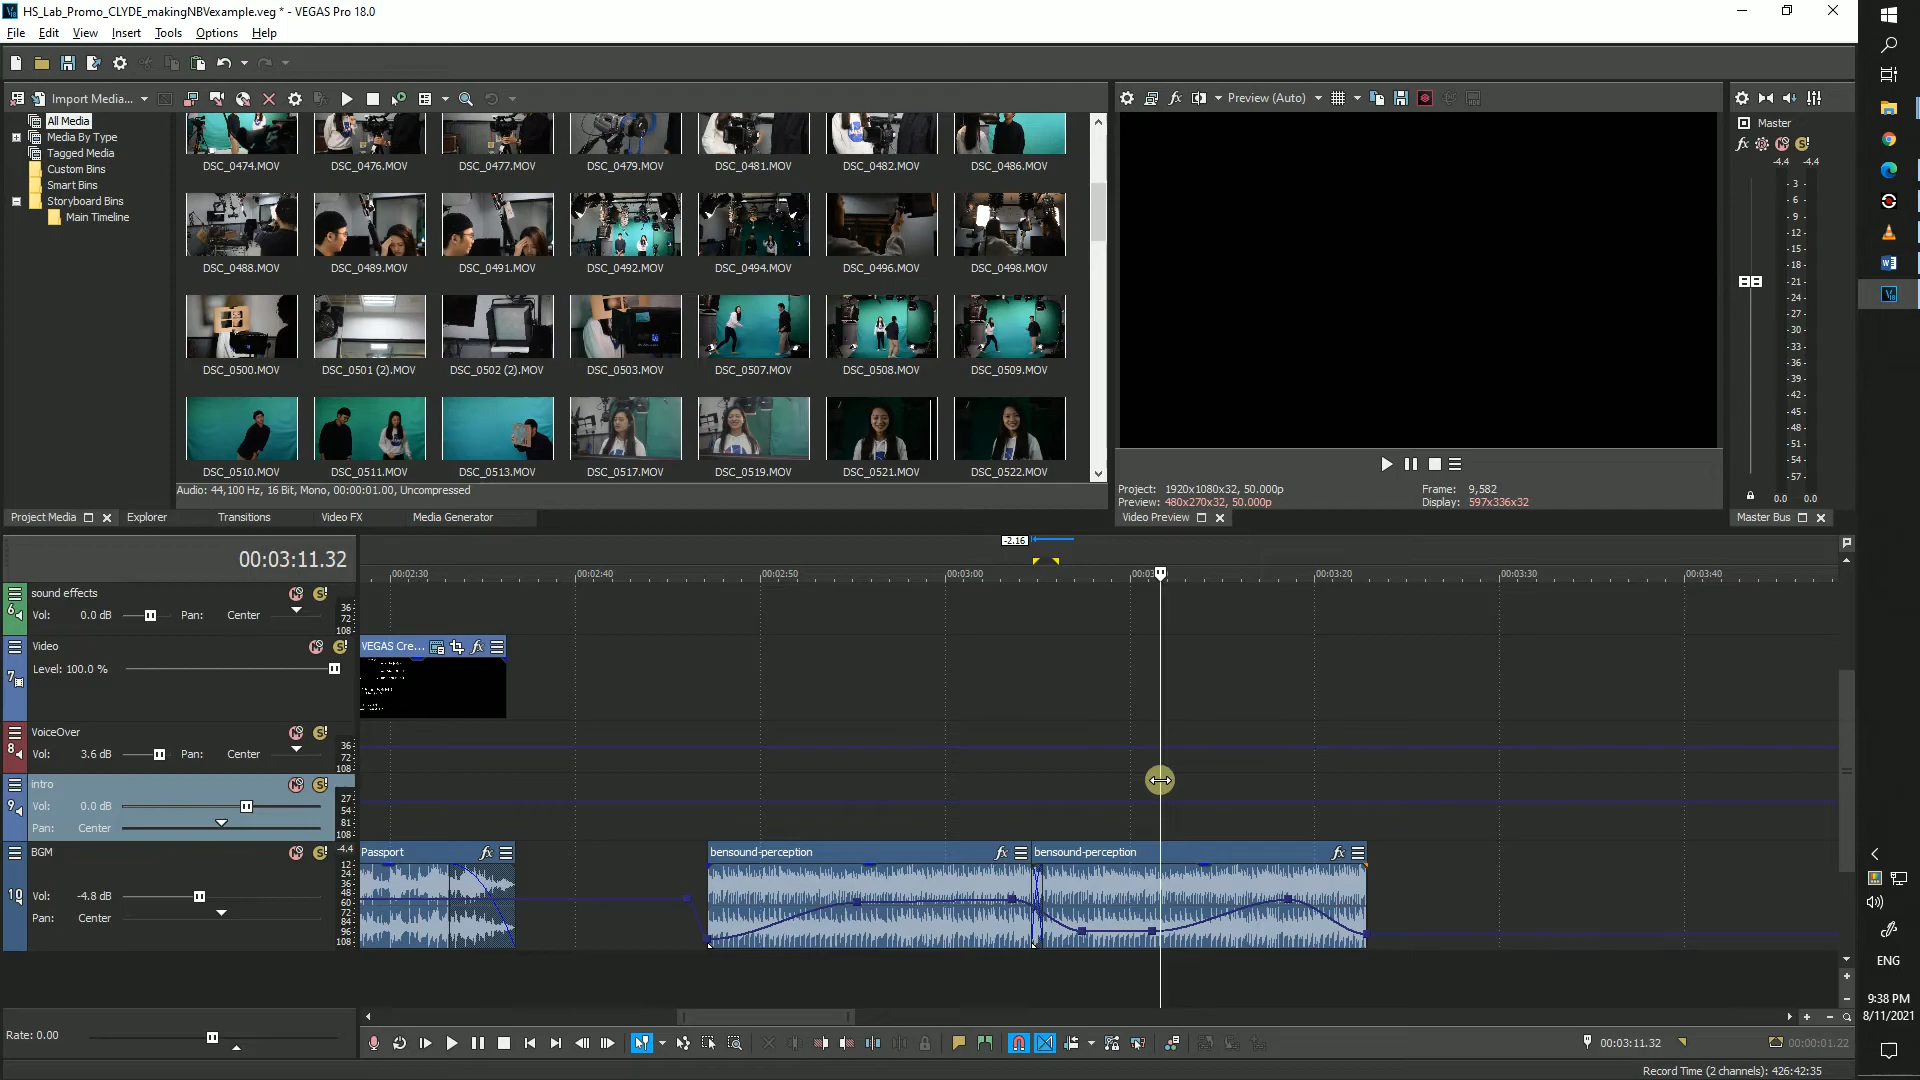 HS_Lab_Promo_CLYDE_makingNBVexample.veg * - VEGAS Pro 18.0
File Edit View Insert Tools Options Help
Import Media...
Preview (Auto)
All Media
Media By Type
Tagged Media
Custom Bins
Smart Bins
Storyboard Bins
Main Timeline
DSC_0474.MOV DSC_0476.MOV DSC_0477.MOV DSC_0479.MOV DSC_0481.MOV DSC_0482.MOV DSC_0486.MOV
DSC_0488.MOV DSC_0489.MOV DSC_0491.MOV DSC_0492.MOV DSC_0494.MOV DSC_0496.MOV DSC_0498.MOV
DSC_0500.MOV DSC_0501 (2).MOV DSC_0502 (2).MOV DSC_0503.MOV DSC_0507.MOV DSC_0508.MOV DSC_0509.MOV
DSC_0510.MOV DSC_0511.MOV DSC_0513.MOV DSC_0517.MOV DSC_0519.MOV DSC_0521.MOV DSC_0522.MOV
Audio: 44,100 Hz, 16 Bit, Mono, 00:00:01.00, Uncompressed
Project Media Explorer Transitions Video FX Media Generator
Project: 1920x1080x32, 50.000p Frame: 9,582
Preview: 480x270x32, 50.000p Display: 597x336x32
Video Preview
Master
fx
-4.4 -4.4
- 3 -
- 6 -
- 9 -
- 12 -
- 15 -
- 18 -
- 21 -
- 24 -
- 27 -
- 30 -
- 33 -
- 36 -
- 39 -
- 42 -
- 45 -
- 48 -
- 51 -
- 54 -
- 57 -
0.0 0.0
Master Bus
00:03:11.32
-2.16
00:02:30 00:02:40 00:02:50 00:03:00 00:03: 00:03:20 00:03:30 00:03:40
6 sound effects
Vol: 0.0 dB Pan: Center
36
72
108
7 Video
Level: 100.0 %
VEGAS Cre... fx
8 VoiceOver
Vol: 3.6 dB Pan: Center
36
72
108
9 intro
Vol: 0.0 dB
Pan: Center
27
54
81
108
10 BGM
Vol: -4.8 dB
Pan: Center
-4.4
12
24
36
48
60
72
84
96
108
Passport fx
bensound-perception fx
bensound-perception fx
Rate: 0.00
00:03:11.32 00:00:01.22
Record Time (2 channels): 426:42:35
ENG
9:38 PM
8/11/2021